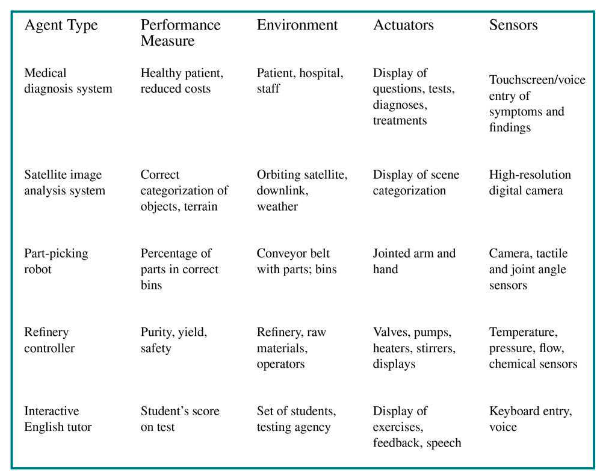 Agent Type
Performance
Measure
Environment
Actuators
Sensors
Medical
diagnosis system
Healthy patient,
reduced costs
Patient, hospital,
staff
Display of
questions, tests,
diagnoses,
treatments
Touchscreen/voice
entry of
symptoms and
findings
Satellite image
analysis system
Correct
categorization of
objects, terrain
Orbiting satellite,
downlink,
weather
Display of scene
categorization
High-resolution
digital camera
Part-picking
robot
Percentage of
parts in correct
bins
Conveyor belt
with parts; bins
Jointed arm and
hand
Camera, tactile
and joint angle
sensors
Refinery
controller
Purity, yield,
safety
Refinery, raw
materials,
operators
Valves, pumps,
heaters, stirrers,
displays
Temperature,
pressure, flow,
chemical sensors
Interactive
English tutor
Student's score
on test
Set of students,
testing agency
Display of
exercises,
feedback, speech
Keyboard entry,
voice